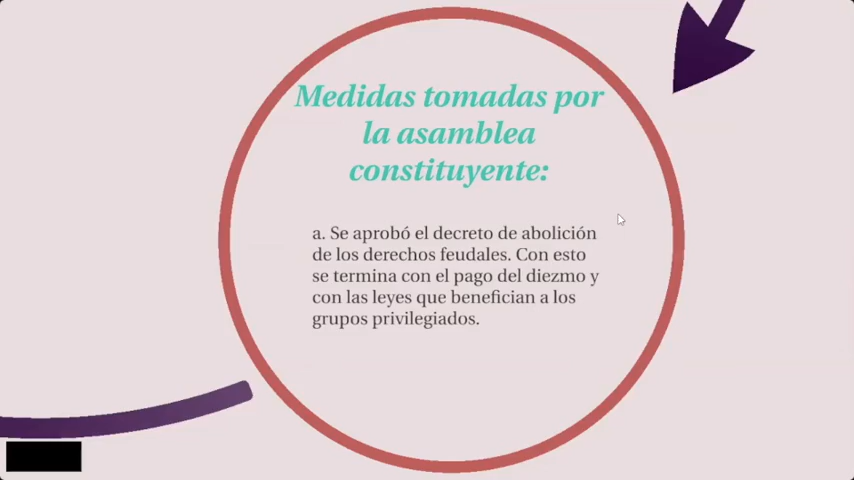 Medidas tomadas por
la asamblea
constituyente:
a. Se aprobó el decreto de abolición
de los derechos feudales. Con esto
se termina con el pago del diezmo y
con las leyes que benefician a los
grupos privilegiados.